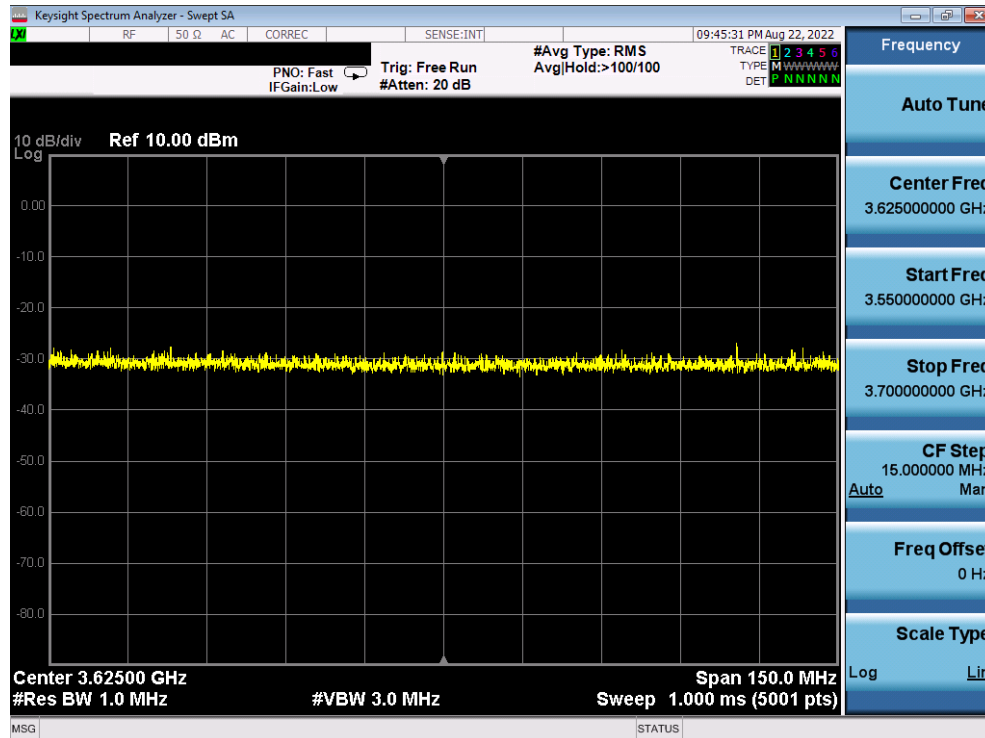 Keysight Spectrum Analyzer - Swept SA
LXI RF 50 Ω AC CORREC SENSE:INT 09:45:31 PM Aug 22, 2022
PNO: Fast
IFGain:Low
Trig: Free Run
#Atten: 20 dB
#Avg Type: RMS
Avg|Hold:>100/100
TRACE 1 2 3 4 5 6
TYPE M WWWWW
DET P N N N N N
10 dB/div Ref 10.00 dBm
Log
0.00
-10.0
-20.0
-30.0
-40.0
-50.0
-60.0
-70.0
-80.0
Center 3.62500 GHz Span 150.0 MHz
#Res BW 1.0 MHz #VBW 3.0 MHz Sweep 1.000 ms (5001 pts)
MSG STATUS
Frequency
Auto Tune
Center Freq
3.625000000 GHz
Start Freq
3.550000000 GHz
Stop Freq
3.700000000 GHz
CF Step
15.000000 MHz
Auto Man
Freq Offset
0 Hz
Scale Type
Log Lin